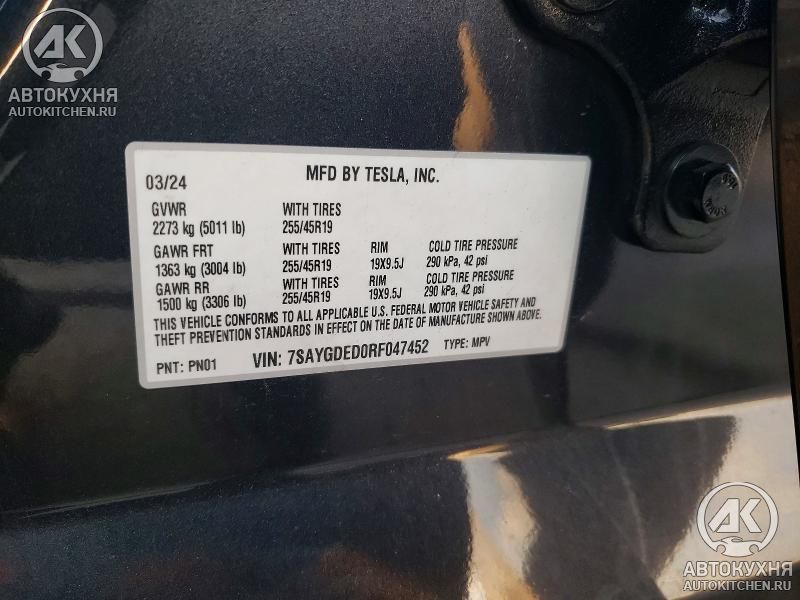 АК
АВТОКУХНЯ
AUTOKITCHEN.RU
03/24 MFD BY TESLA, INC.
GVWR WITH TIRES
2273 kg (5011 lb) 255/45R19
GAWR FRT WITH TIRES RIM COLD TIRE PRESSURE
1363 kg (3004 lb) 255/45R19 19X9.5J 290 kPa, 42 psi
GAWR RR WITH TIRES RIM COLD TIRE PRESSURE
1500 kg (3306 lb) 255/45R19 19X9.5J 290 kPa, 42 psi
THIS VEHICLE CONFORMS TO ALL APPLICABLE U.S. FEDERAL MOTOR VEHICLE SAFETY AND
THEFT PREVENTION STANDARDS IN EFFECT ON THE DATE OF MANUFACTURE SHOWN ABOVE.
PNT: PN01 VIN: 7SAYGDED0RF047452 TYPE: MPV
АК
АВТОКУХНЯ
AUTOKITCHEN.RU